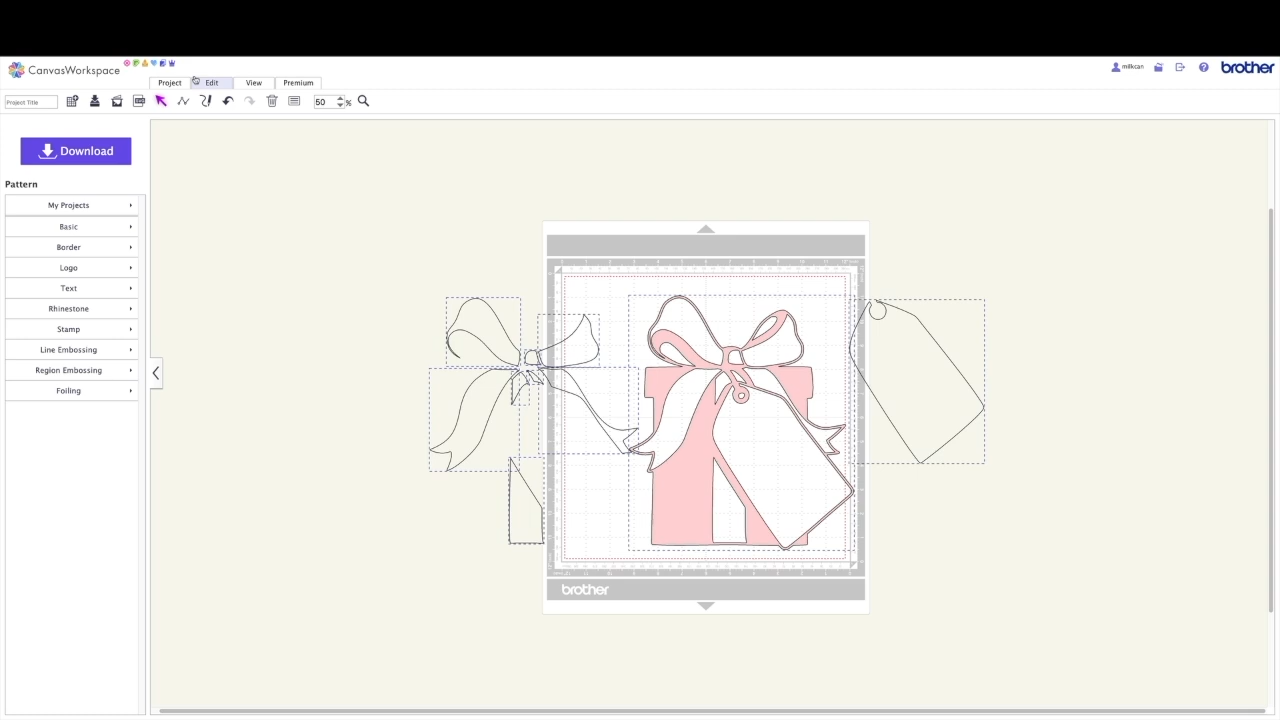 CanvasWorkspace
Project Edit View Premium
milkcan
brother
Project Title
50 %
Download
Pattern
My Projects
Basic
Border
Logo
Text
Rhinestone
Stamp
Line Embossing
Region Embossing
Foiling
brother